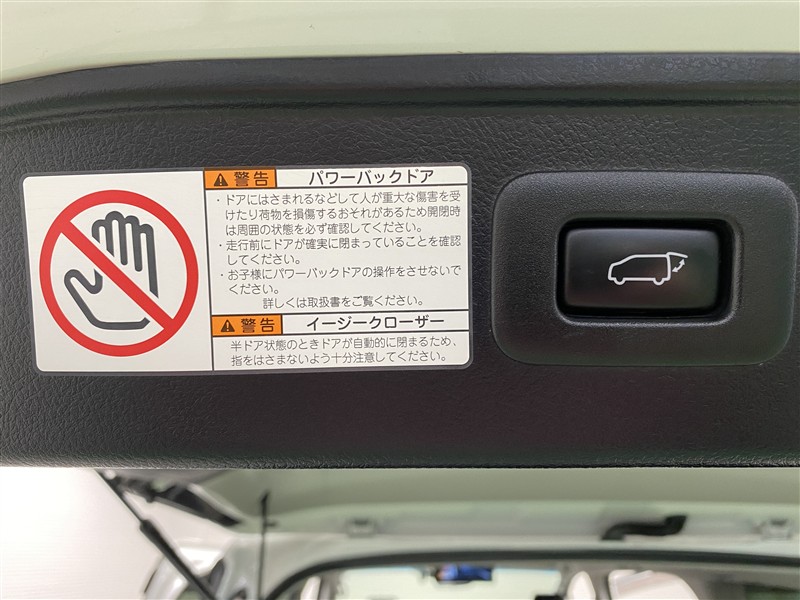 警告 パワーバックドア
・ドアにはさまれるなどして人が重大な傷害を受
けたり荷物を損傷するおそれがあるため開閉時
は周囲の状態を必ず確認してください。
・走行前にドアが確実に閉まっていることを確認
してください。
・お子様にパワーバックドアの操作をさせないで
ください。
詳しくは取扱書をご覧ください。
警告 イージークローザー
半ドア状態のときドアが自動的に閉まるため、
指をはさまないよう十分注意してください。